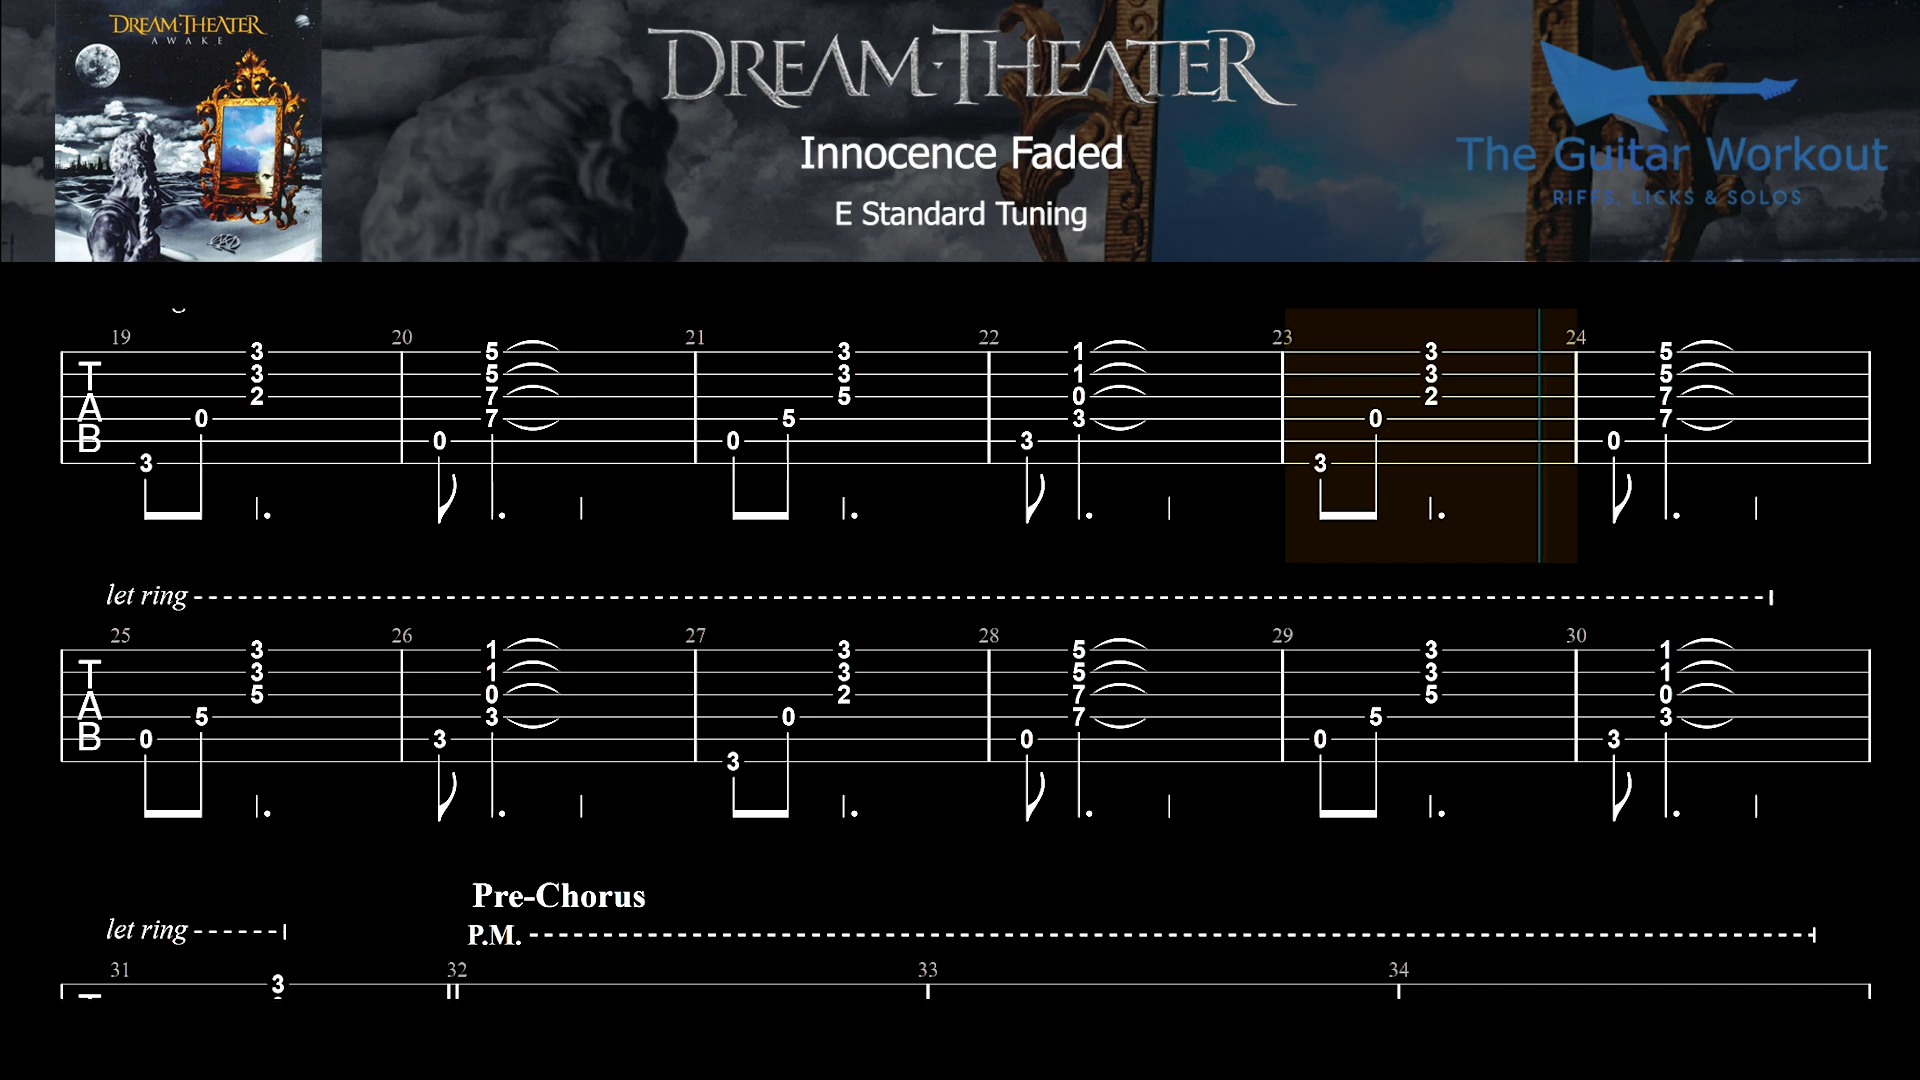 DREAM·THEATER
AWAKE
DREAM·THEATER
Innocence Faded
E Standard Tuning
The Guitar Workout
RIFFS, LICKS & SOLOS
19 20 21 22 23 24
3 5 3 1 3 5
3 5 3 1 3 5
T 2 7 5 0 2 7
A 0 7 5 3 0 7
B 0 0 3 0
3 3
let ring
25 26 27 28 29 30
3 1 3 5 3 1
3 1 3 5 3 1
T 5 0 2 7 5 0
A 5 3 0 7 5 3
B 0 3 0 0 3
3
Pre-Chorus
let ring P.M.
31 32 33 34
3